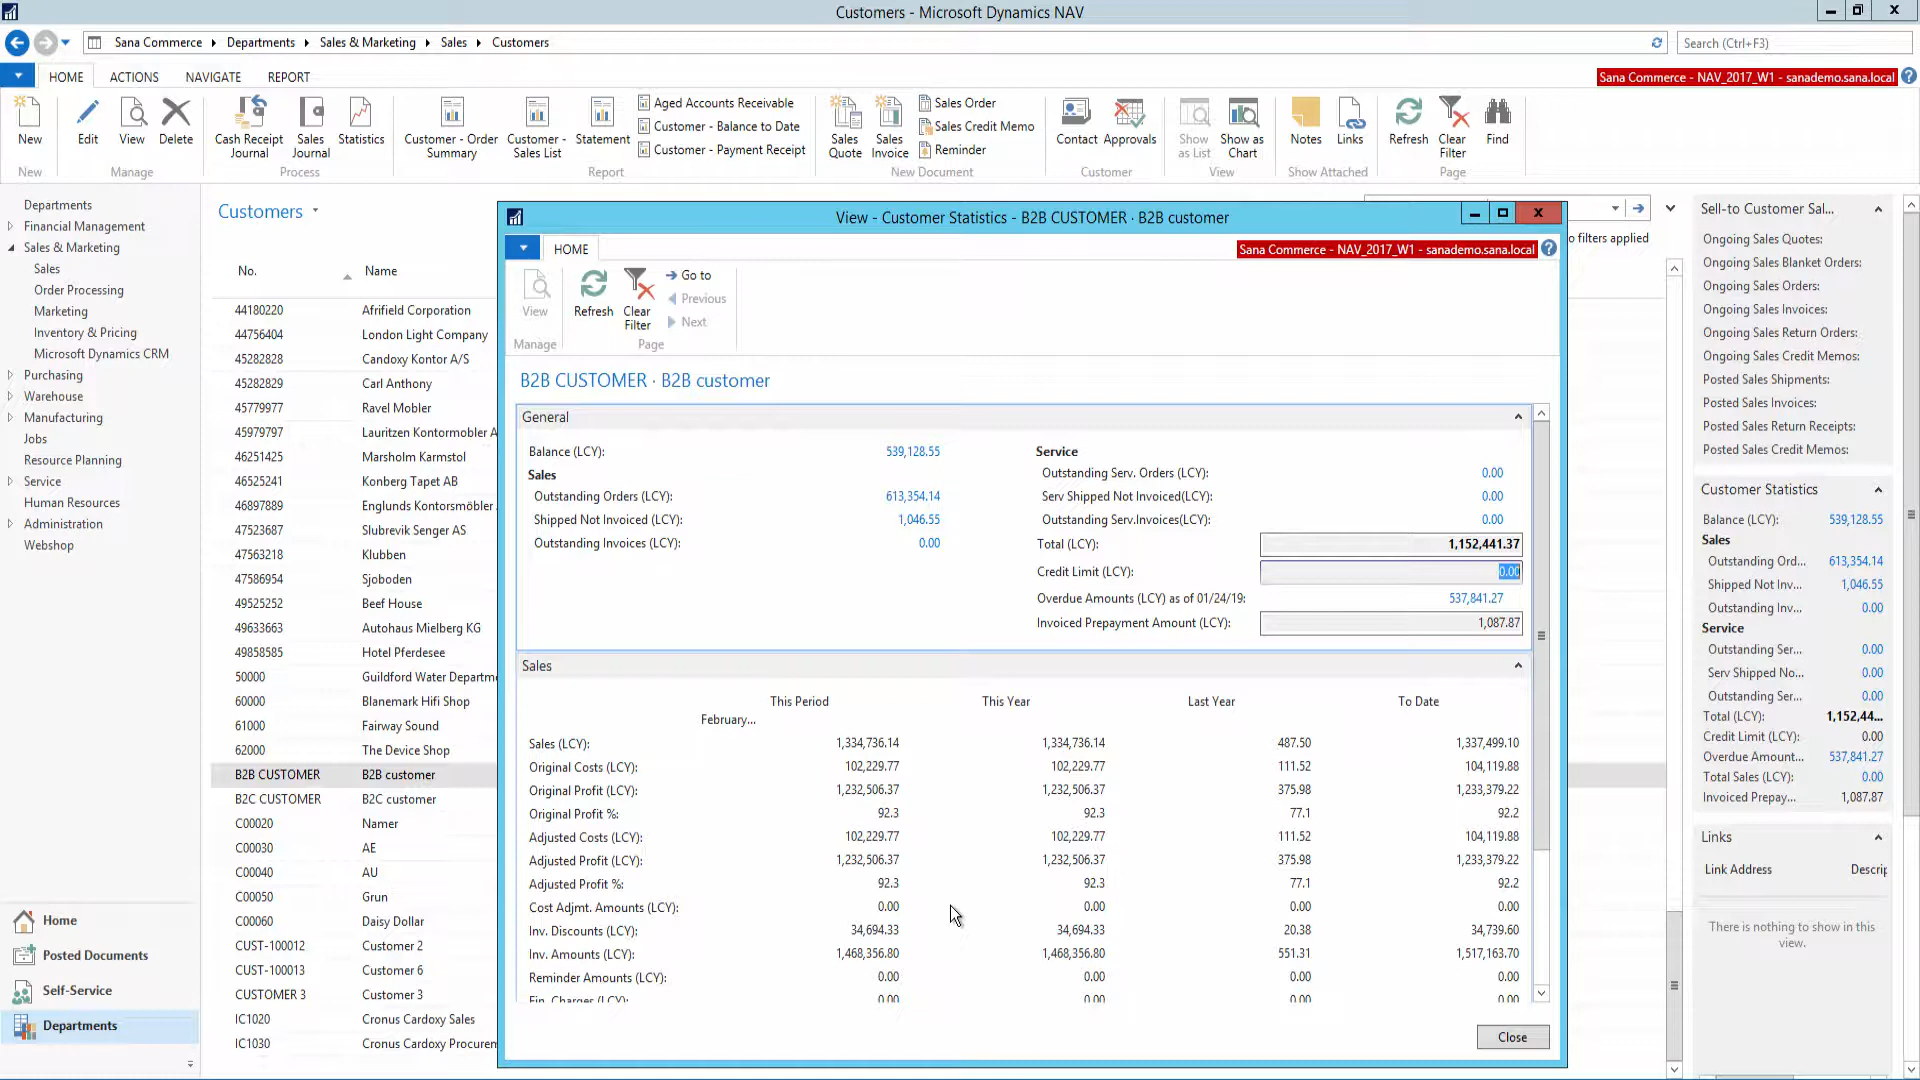 Customers - Microsoft Dynamics NAV
Sana Commerce Departments Sales & Marketing Sales Customers
Search (Ctrl+F3)
HOME ACTIONS NAVIGATE REPORT
Sana Commerce - NAV_2017_W1 - sanademo.sana.local
New
Edit
View
Delete
Cash Receipt Journal
Sales Journal
Statistics
Customer - Order Summary
Customer - Sales List
Statement
Aged Accounts Receivable
Customer - Balance to Date
Customer - Payment Receipt
Sales Quote
Sales Invoice
Sales Order
Sales Credit Memo
Reminder
Contact
Approvals
Show as List
Show as Chart
Notes
Links
Refresh
Clear Filter
Find
New
Manage
Process
Report
New Document
Customer
View
Show Attached
Page
Departments
Financial Management
Sales & Marketing
Sales
Order Processing
Marketing
Inventory & Pricing
Microsoft Dynamics CRM
Purchasing
Warehouse
Manufacturing
Jobs
Resource Planning
Service
Human Resources
Administration
Webshop
Home
Posted Documents
Self-Service
Departments
Customers
o filters applied
No. Name
44180220 Afrifield Corporation
44756404 London Light Company
45282828 Candoxy Kontor A/S
45282829 Carl Anthony
45779977 Ravel Mobler
45979797 Lauritzen Kontormobler A
46251425 Marsholm Karmstol
46525241 Konberg Tapet AB
46897889 Englunds Kontorsmöbler
47523687 Slubrevik Senger AS
47563218 Klubben
47586954 Sjoboden
49525252 Beef House
49633663 Autohaus Mielberg KG
49858585 Hotel Pferdesee
50000 Guildford Water Departme
60000 Blanemark Hifi Shop
61000 Fairway Sound
62000 The Device Shop
B2B CUSTOMER B2B customer
B2C CUSTOMER B2C customer
C00020 Namer
C00030 AE
C00040 AU
C00050 Grun
C00060 Daisy Dollar
CUST-100012 Customer 2
CUST-100013 Customer 6
CUSTOMER 3 Customer 3
IC1020 Cronus Cardoxy Sales
IC1030 Cronus Cardoxy Procurem
View - Customer Statistics - B2B CUSTOMER · B2B customer
HOME
Sana Commerce - NAV_2017_W1 - sanademo.sana.local
View
Refresh
Clear Filter
Go to
Previous
Next
Manage
Page
B2B CUSTOMER · B2B customer
General
Balance (LCY): 539,128.55
Sales
Outstanding Orders (LCY): 613,354.14
Shipped Not Invoiced (LCY): 1,046.55
Outstanding Invoices (LCY): 0.00
Service
Outstanding Serv. Orders (LCY): 0.00
Serv Shipped Not Invoiced(LCY): 0.00
Outstanding Serv.Invoices(LCY): 0.00
Total (LCY): 1,152,441.37
Credit Limit (LCY): 0.00
Overdue Amounts (LCY) as of 01/24/19: 537,841.27
Invoiced Prepayment Amount (LCY): 1,087.87
Sales
This Period This Year Last Year To Date
February...
Sales (LCY): 1,334,736.14 1,334,736.14 487.50 1,337,499.10
Original Costs (LCY): 102,229.77 102,229.77 111.52 104,119.88
Original Profit (LCY): 1,232,506.37 1,232,506.37 375.98 1,233,379.22
Original Profit %: 92.3 92.3 77.1 92.2
Adjusted Costs (LCY): 102,229.77 102,229.77 111.52 104,119.88
Adjusted Profit (LCY): 1,232,506.37 1,232,506.37 375.98 1,233,379.22
Adjusted Profit %: 92.3 92.3 77.1 92.2
Cost Adjmt. Amounts (LCY): 0.00 0.00 0.00 0.00
Inv. Discounts (LCY): 34,694.33 34,694.33 20.38 34,739.60
Inv. Amounts (LCY): 1,468,356.80 1,468,356.80 551.31 1,517,163.70
Reminder Amounts (LCY): 0.00 0.00 0.00 0.00
Fin. Charges (LCY): 0.00 0.00 0.00 0.00
Close
Sell-to Customer Sal...
Ongoing Sales Quotes:
Ongoing Sales Blanket Orders:
Ongoing Sales Orders:
Ongoing Sales Invoices:
Ongoing Sales Return Orders:
Ongoing Sales Credit Memos:
Posted Sales Shipments:
Posted Sales Invoices:
Posted Sales Return Receipts:
Posted Sales Credit Memos:
Customer Statistics
Balance (LCY): 539,128.55
Sales
Outstanding Ord... 613,354.14
Shipped Not Inv... 1,046.55
Outstanding Inv... 0.00
Service
Outstanding Ser... 0.00
Serv Shipped No... 0.00
Outstanding Ser... 0.00
Total (LCY): 1,152,44...
Credit Limit (LCY): 0.00
Overdue Amount... 537,841.27
Total Sales (LCY): 0.00
Invoiced Prepay... 1,087.87
Links
Link Address Descrip
There is nothing to show in this
view.